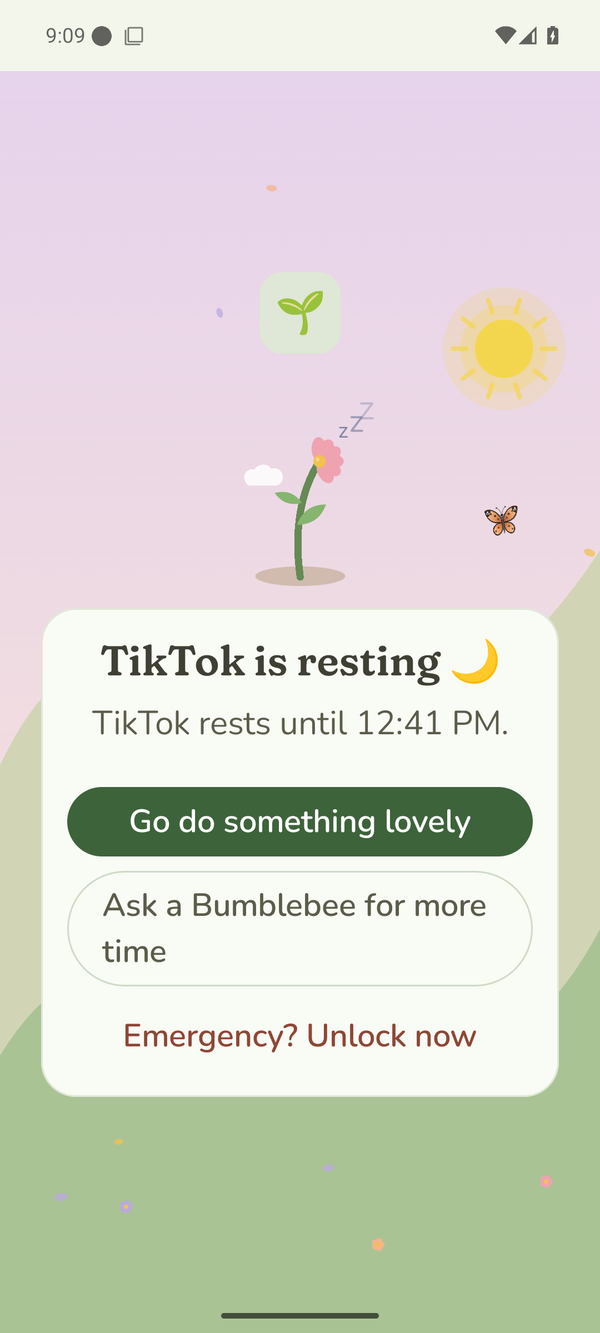 9:09
z
Z
Z
TikTok is resting 🌙
TikTok rests until 12:41 PM.
Go do something lovely
Ask a Bumblebee for more
time
Emergency? Unlock now